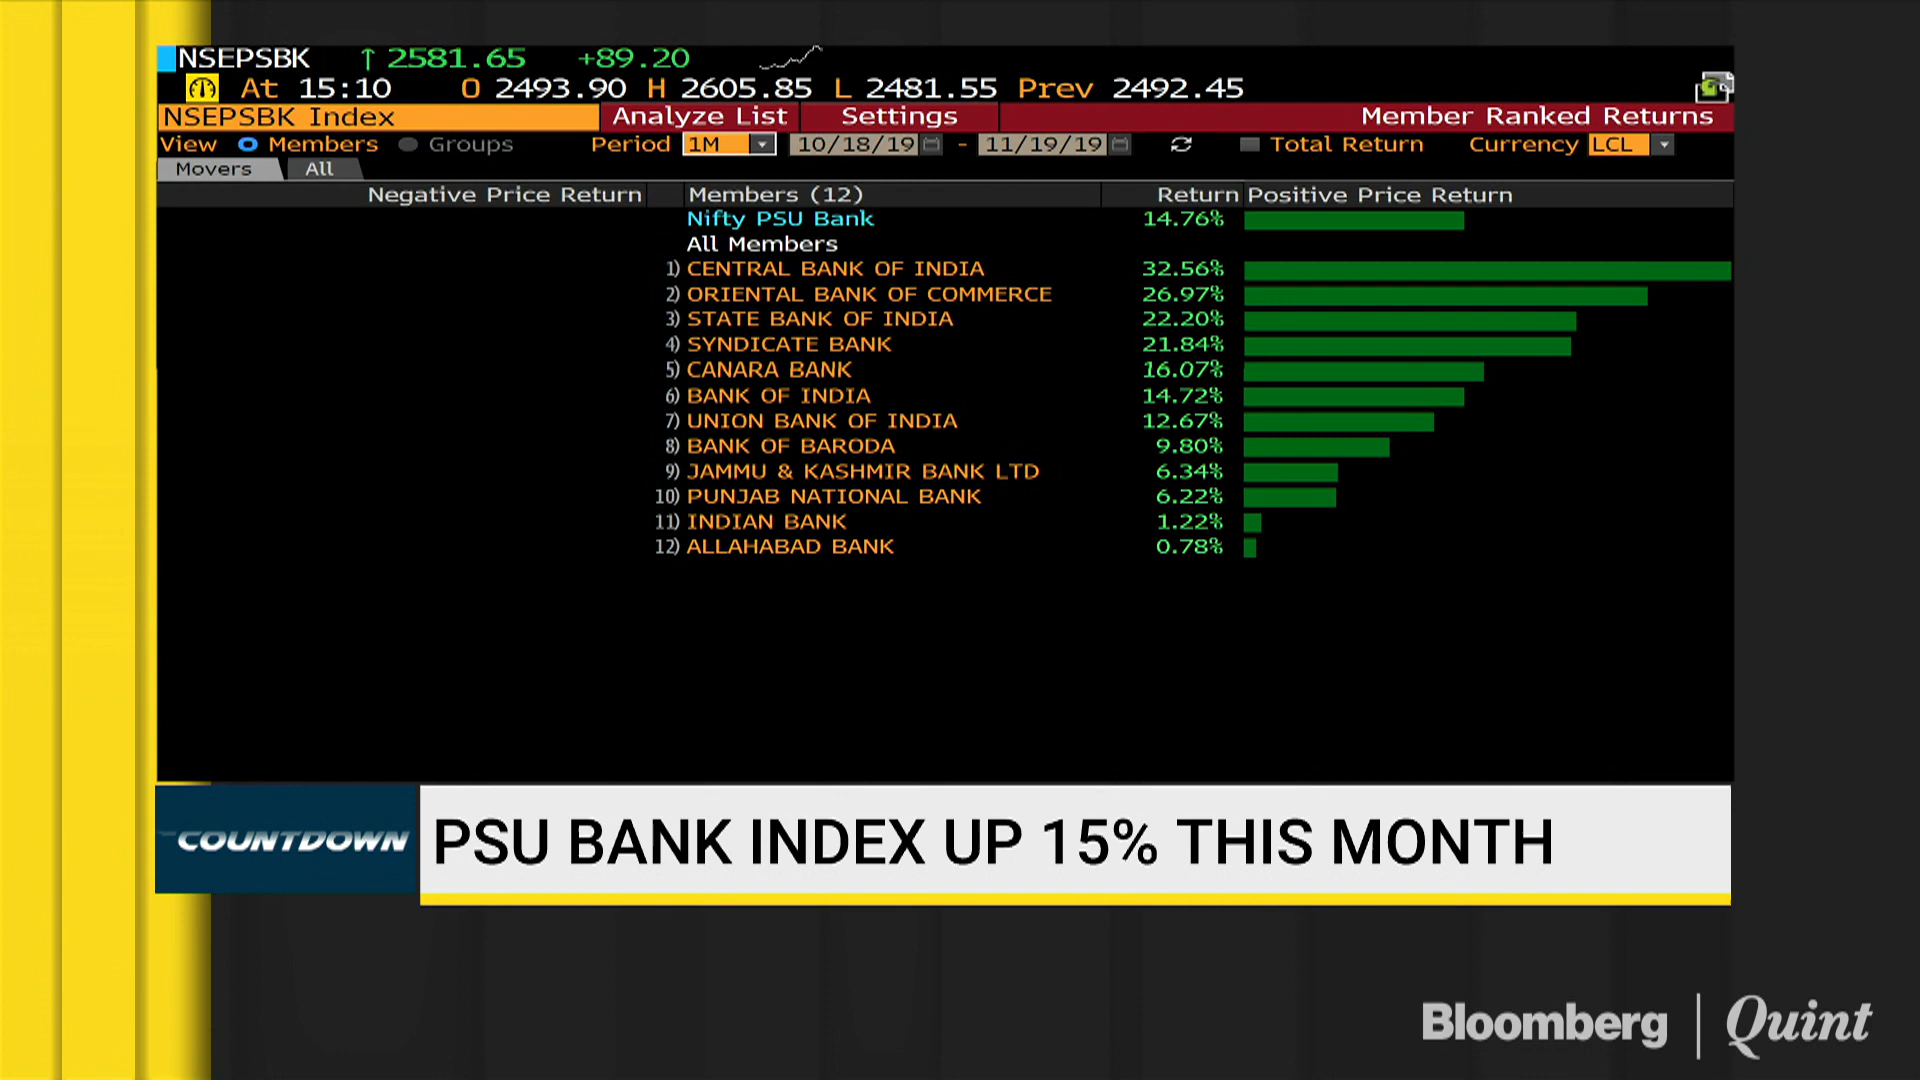 NSEPSBK ↑ 2581.65 +89.20
At 15:10 O 2493.90 H 2605.85 L 2481.55 Prev 2492.45
NSEPSBK Index Analyze List Settings Member Ranked Returns
View Members Groups Period 1M 10/18/19 - 11/19/19 Total Return Currency LCL
Movers All
Negative Price Return Members (12) Return Positive Price Return
Nifty PSU Bank 14.76%
All Members
1) CENTRAL BANK OF INDIA 32.56%
2) ORIENTAL BANK OF COMMERCE 26.97%
3) STATE BANK OF INDIA 22.20%
4) SYNDICATE BANK 21.84%
5) CANARA BANK 16.07%
6) BANK OF INDIA 14.72%
7) UNION BANK OF INDIA 12.67%
8) BANK OF BARODA 9.80%
9) JAMMU & KASHMIR BANK LTD 6.34%
10) PUNJAB NATIONAL BANK 6.22%
11) INDIAN BANK 1.22%
12) ALLAHABAD BANK 0.78%
COUNTDOWN PSU BANK INDEX UP 15% THIS MONTH
Bloomberg | Quint